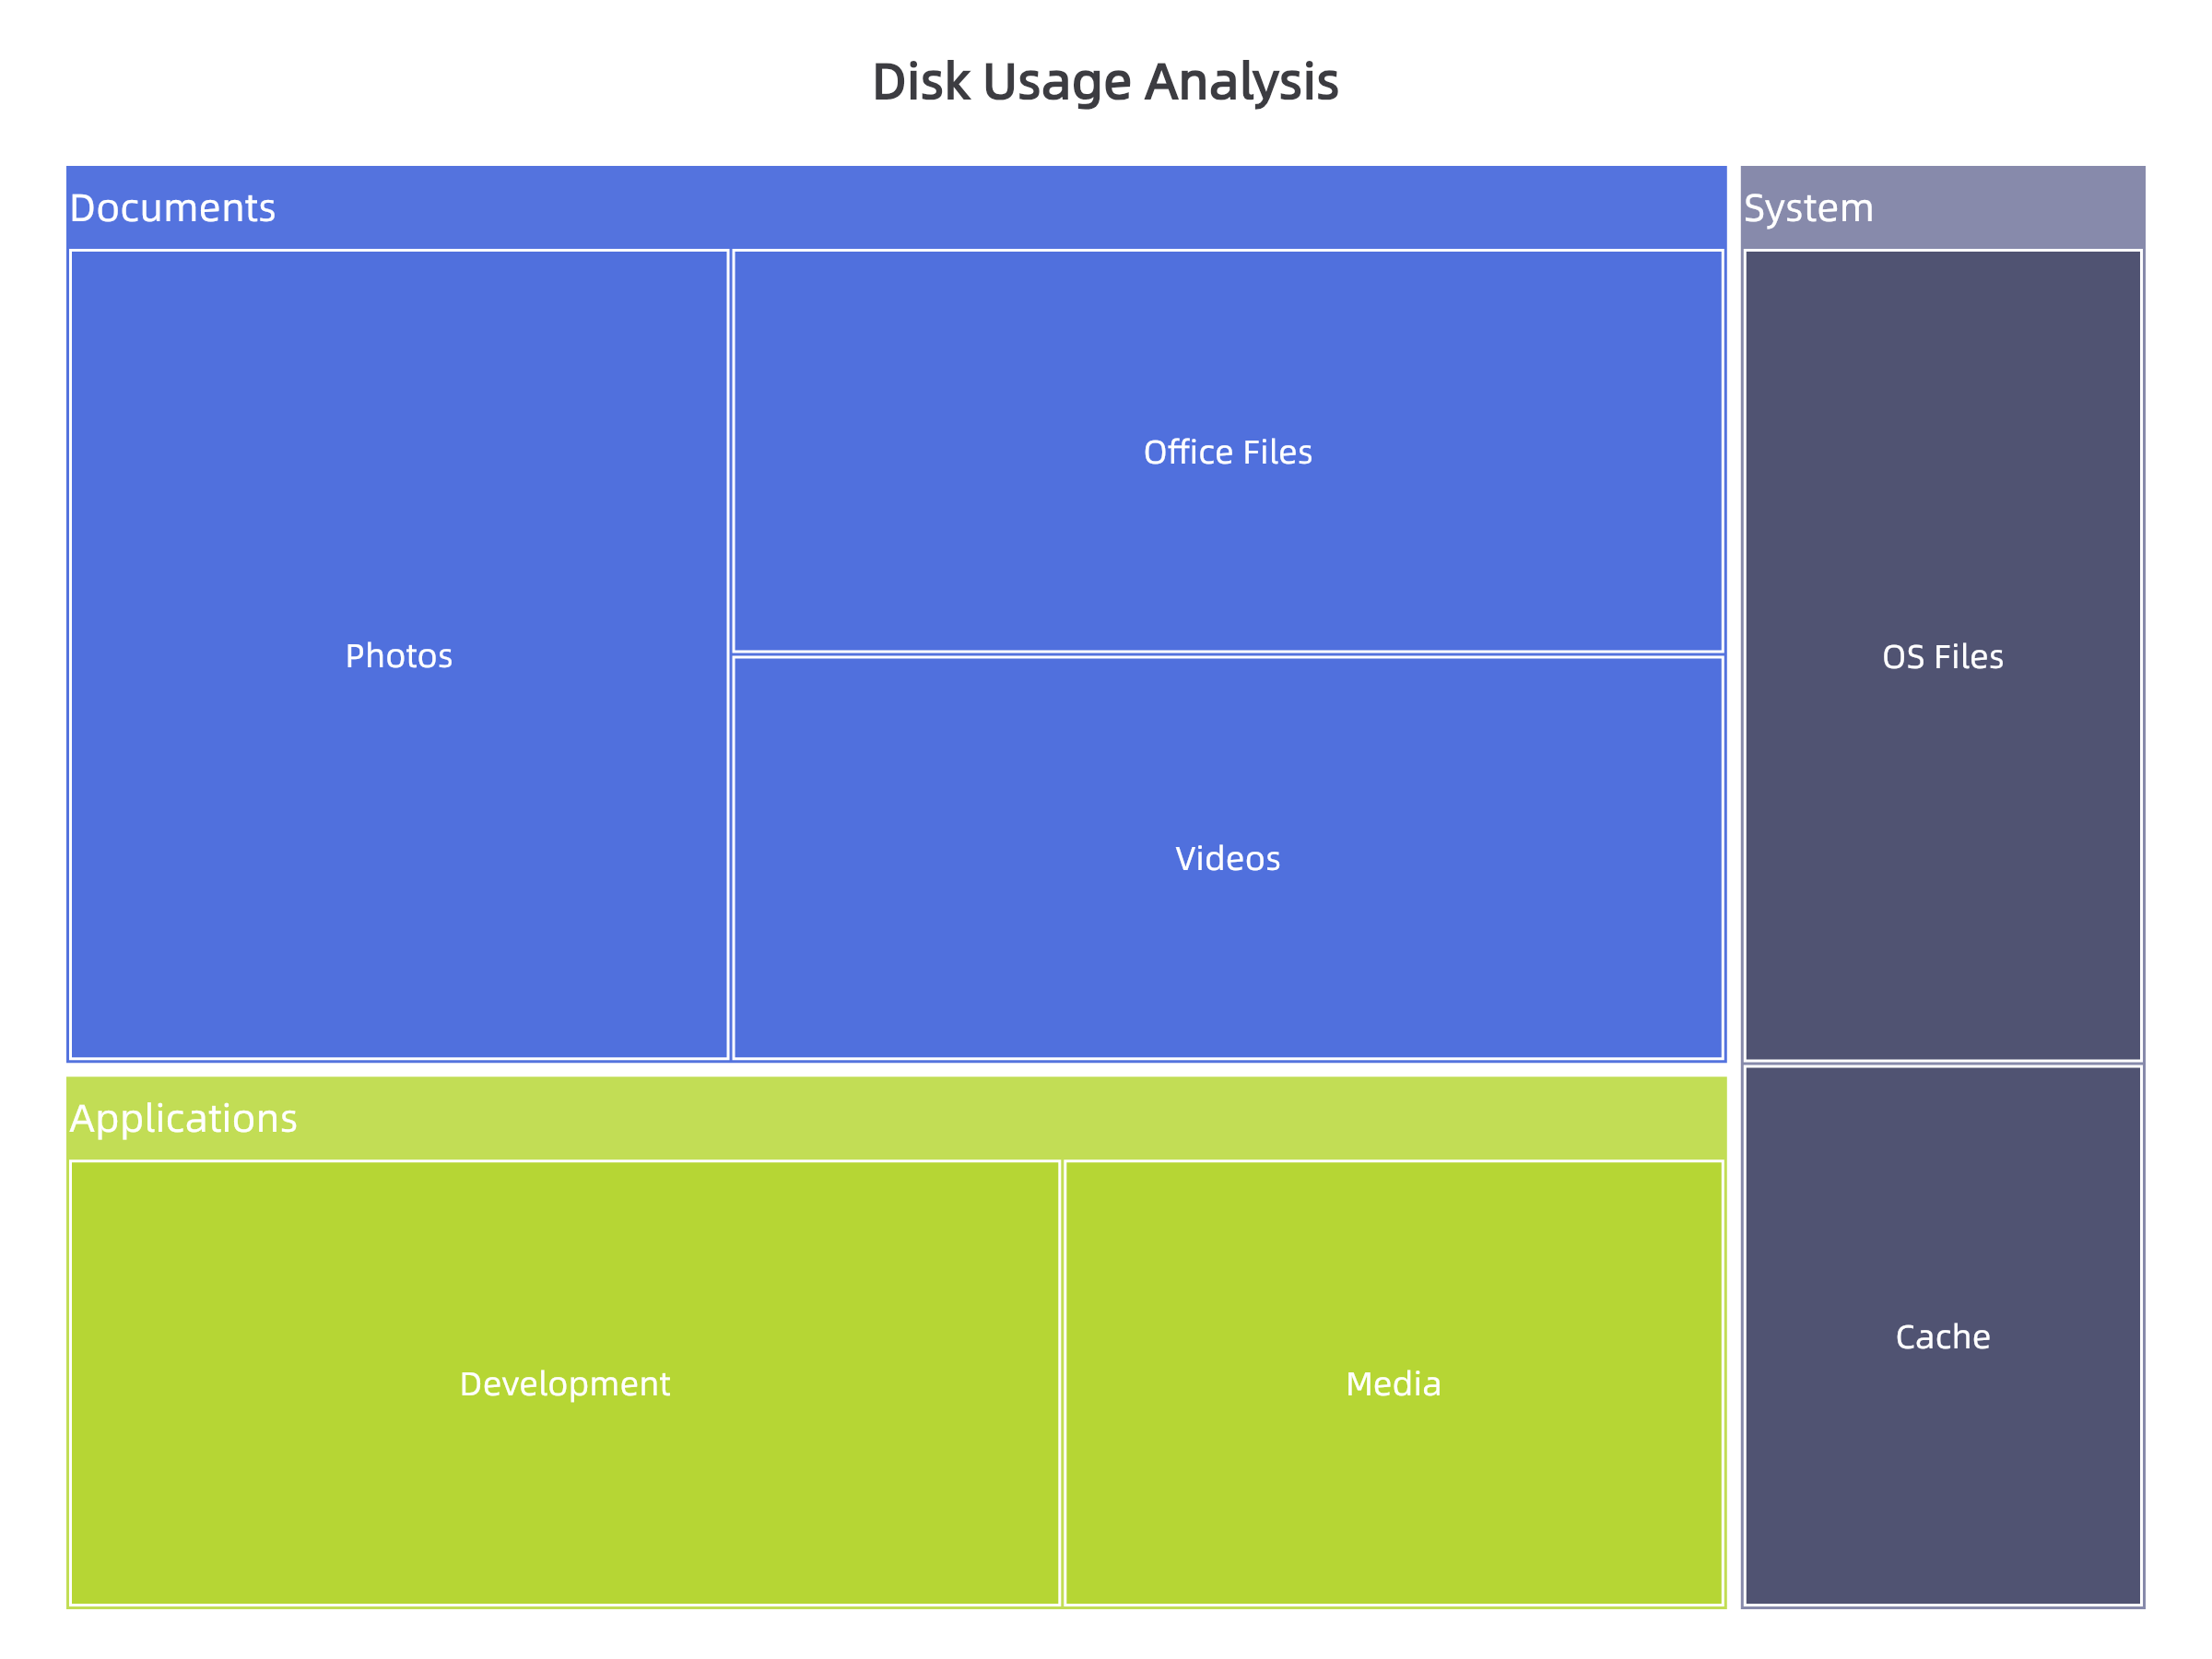 Disk Usage Analysis
Documents
Photos
Office Files
Videos
Applications
Development
Media
System
OS Files
Cache